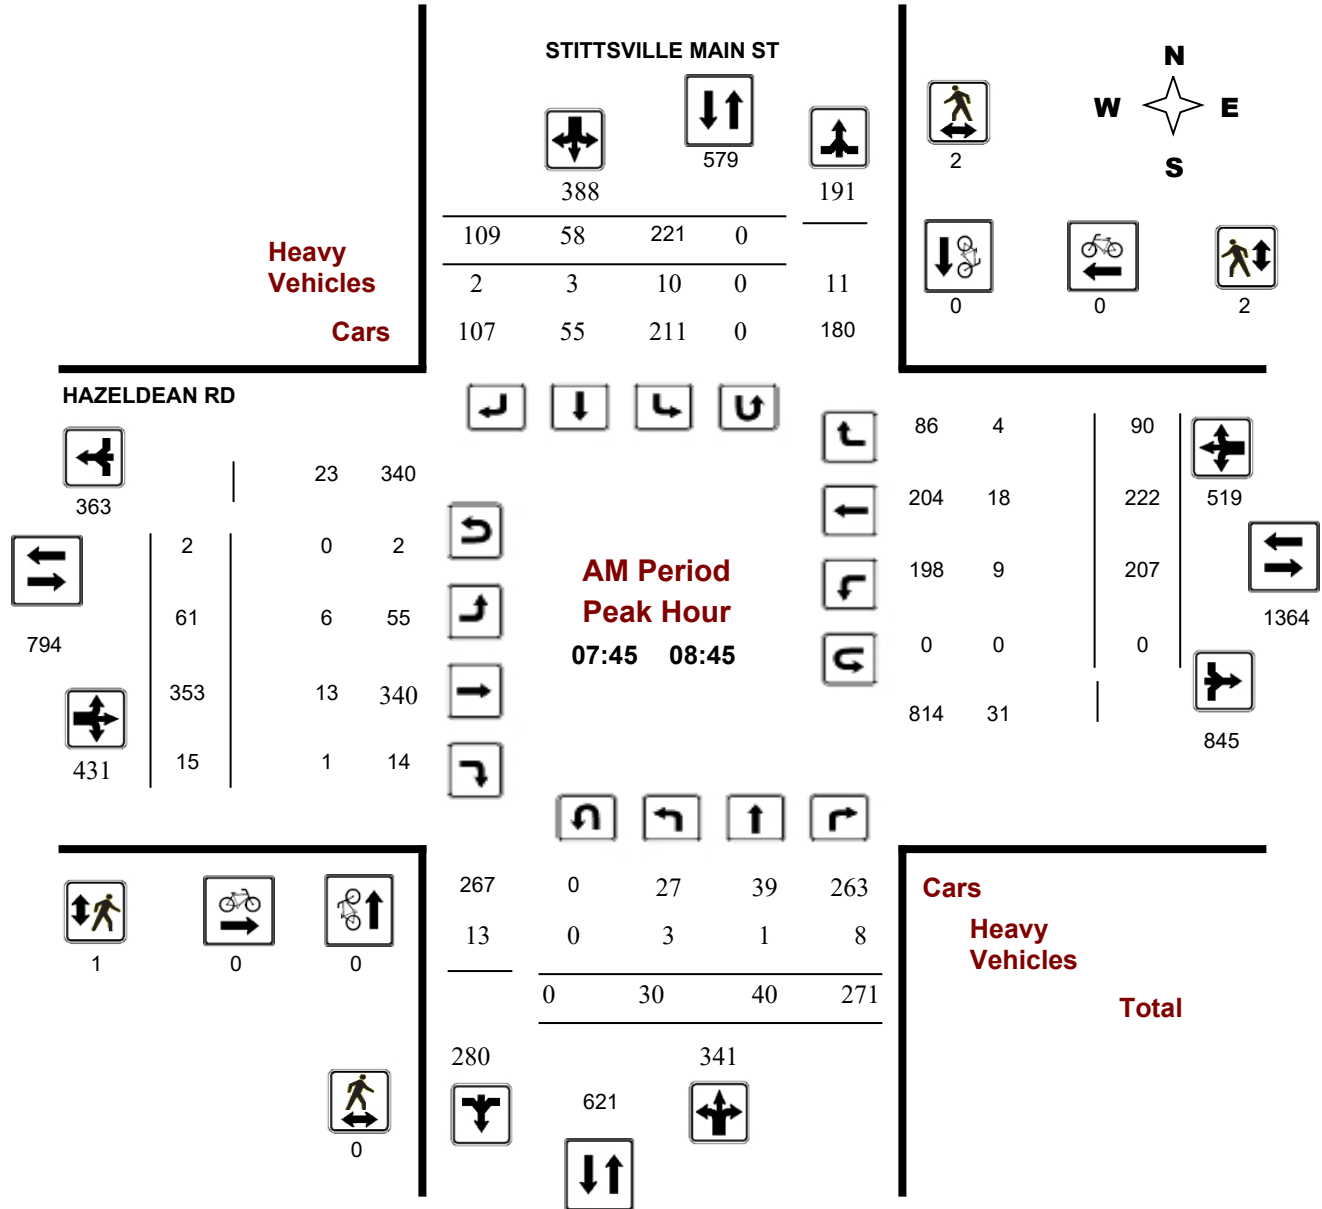 STITTSVILLE MAIN ST
N
W E
S
579
2
388 191
109 58 221 0
Heavy
Vehicles
2 3 10 0 11
0 0 2
Cars
107 55 211 0 180
HAZELDEAN RD
86 4 90
23 340
363
204 18 222 519
2 0 2
AM Period
198 9 207
Peak Hour
61 6 55
1364
794
07:45 08:45
0 0 0
353 13 340
814 31
845
431
15 1 14
267 0 27 39 263
Cars
13 0 3 1 8
Heavy
Vehicles
1 0 0
0 30 40 271
Total
280 341
621
0